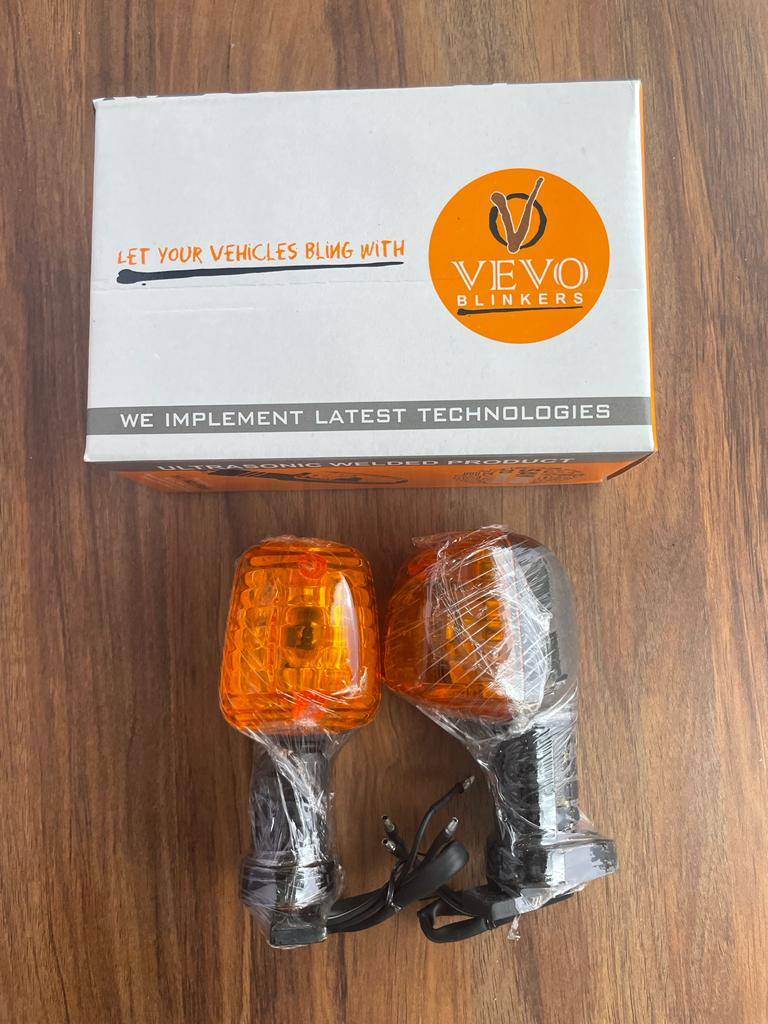 LET YOUR VEHICLES BLING WITH
VEVO
BLINKERS
WE IMPLEMENT LATEST TECHNOLOGIES
ULTRASONIC WELDED PRODUCT